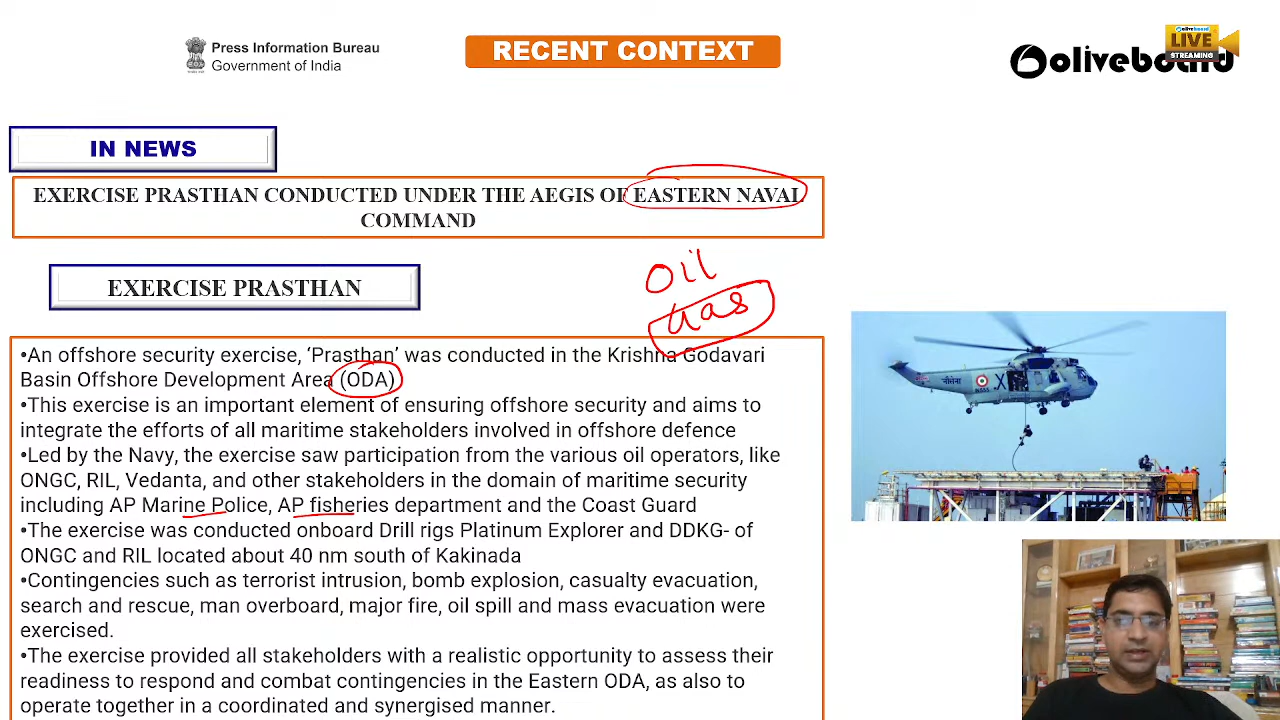 Press Information Bureau
Government of India
RECENT CONTEXT
oliveboard
oliveboard
LIVE
STREAMING
IN NEWS
EXERCISE PRASTHAN CONDUCTED UNDER THE AEGIS OF EASTERN NAVAL
COMMAND
EXERCISE PRASTHAN
Oil
Gas
•An offshore security exercise, ‘Prasthan’ was conducted in the Krishna Godavari
Basin Offshore Development Area (ODA)
•This exercise is an important element of ensuring offshore security and aims to
integrate the efforts of all maritime stakeholders involved in offshore defence
•Led by the Navy, the exercise saw participation from the various oil operators, like
ONGC, RIL, Vedanta, and other stakeholders in the domain of maritime security
including AP Marine Police, AP fisheries department and the Coast Guard
•The exercise was conducted onboard Drill rigs Platinum Explorer and DDKG- of
ONGC and RIL located about 40 nm south of Kakinada
•Contingencies such as terrorist intrusion, bomb explosion, casualty evacuation,
search and rescue, man overboard, major fire, oil spill and mass evacuation were
exercised.
•The exercise provided all stakeholders with a realistic opportunity to assess their
readiness to respond and combat contingencies in the Eastern ODA, as also to
operate together in a coordinated and synergised manner.
नौसेना
X